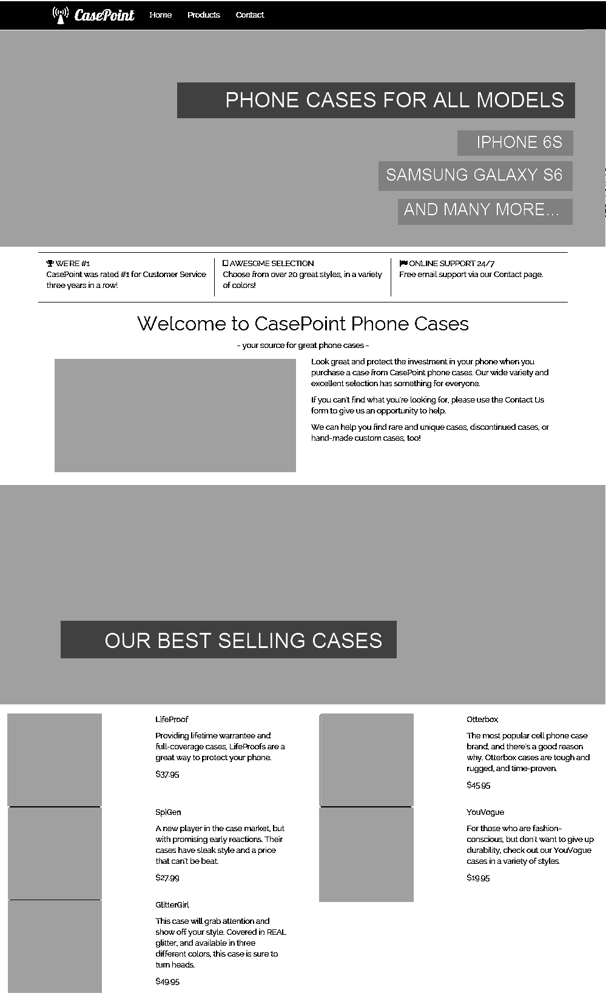 CasePoint Home Products Contact
PHONE CASES FOR ALL MODELS
IPHONE 6S
SAMSUNG GALAXY S6
AND MANY MORE...
WE'RE #1
CasePoint was rated #1 for Customer Service
three years in a row!
AWESOME SELECTION
Choose from over 20 great styles, in a variety
of colors!
ONLINE SUPPORT 24/7
Free email support via our Contact page.
Welcome to CasePoint Phone Cases
- your source for great phone cases -
Look great and protect the investment in your phone when you
purchase a case from CasePoint phone cases. Our wide variety and
excellent selection has something for everyone.
If you can't find what you're looking for, please use the Contact Us
form to give us an opportunity to help.
We can help you find rare and unique cases, discontinued cases, or
hand-made custom cases, too!
OUR BEST SELLING CASES
LifeProof
Providing lifetime warrantee and
full-coverage cases, LifeProofs are a
great way to protect your phone.
$37.95
Otterbox
The most popular cell phone case
brand, and there's a good reason
why. Otterbox cases are tough and
rugged, and time-proven.
$45.95
SpiGen
A new player in the case market, but
with promising early reactions. Their
cases have sleak style and a price
that can't be beat.
$27.99
YouVogue
For those who are fashion-
conscious, but don't want to give up
durability, check out our YouVogue
cases in a variety of styles.
$19.95
GlitterGirl
This case will grab attention and
show off your style. Covered in REAL
glitter, and available in three
different colors, this case is sure to
turn heads.
$49.95